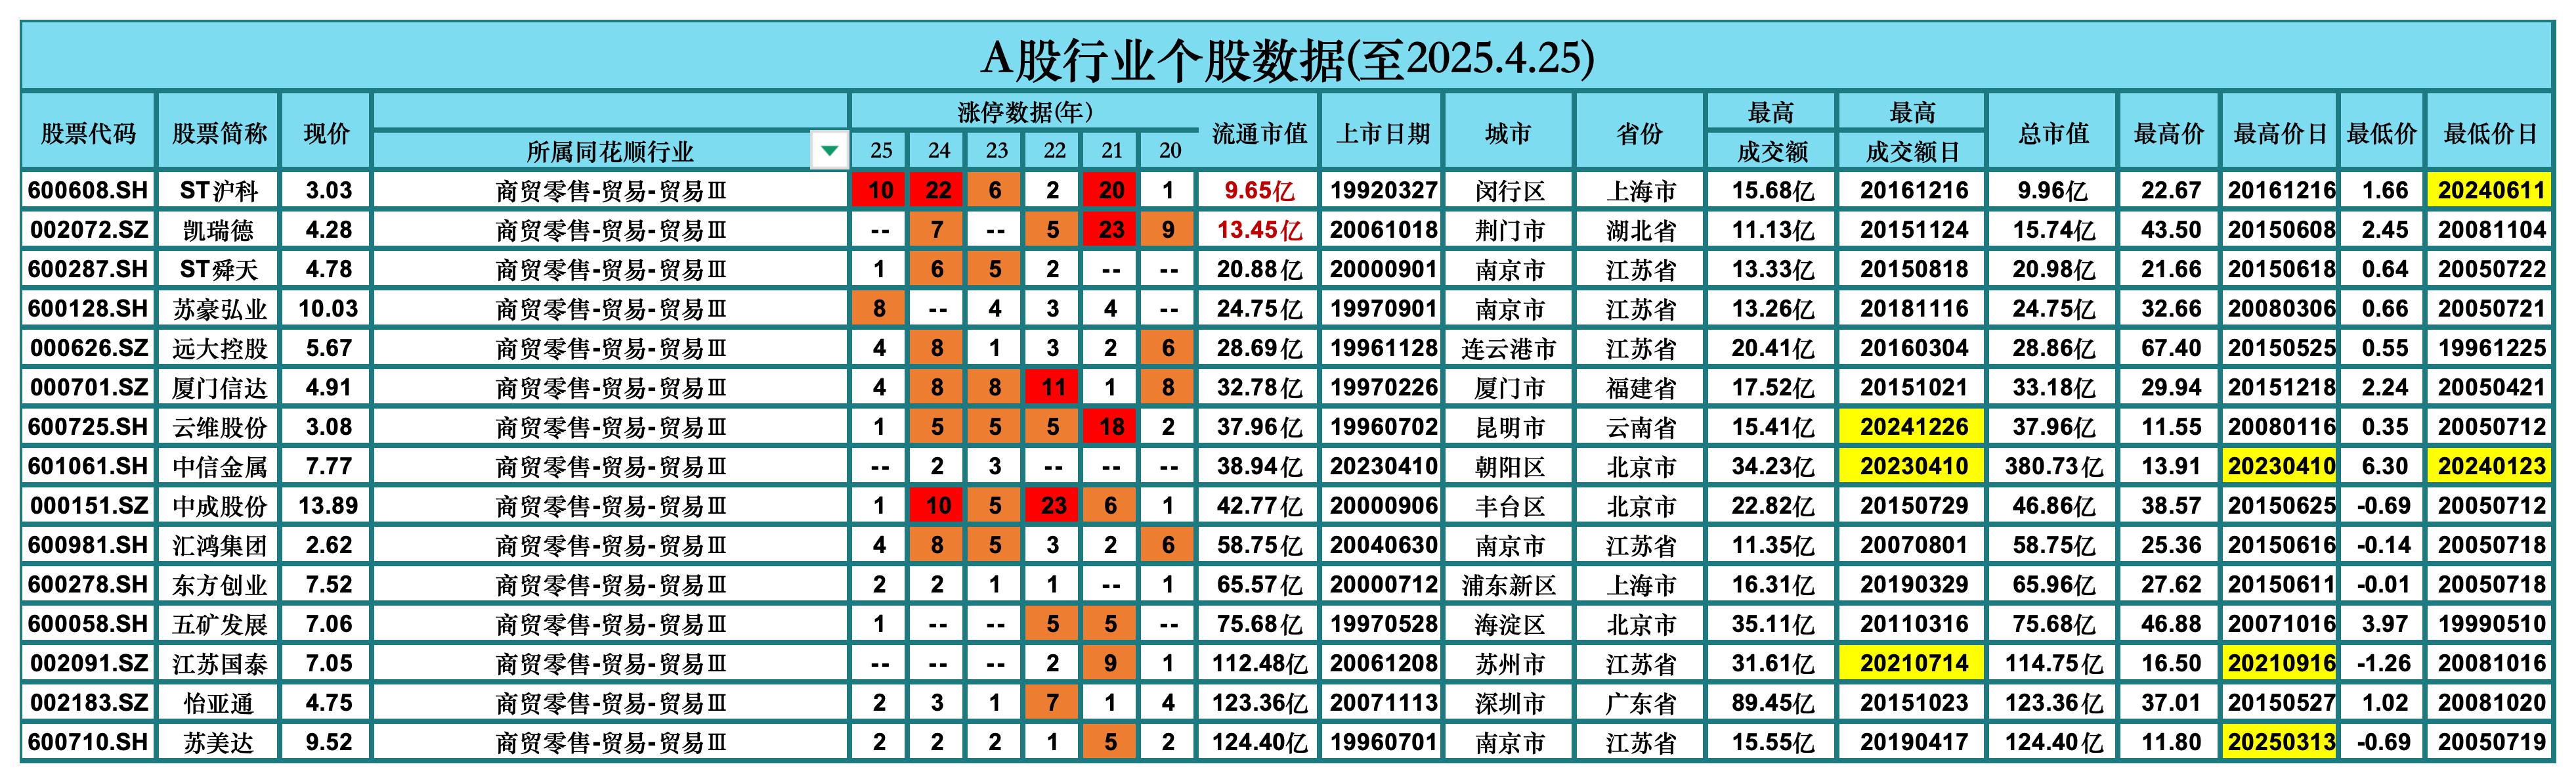 A股行业个股数据(至2025.4.25)
股票代码 股票简称 现价 所属同花顺行业 涨停数据(年) 25 24 23 22 21 20 流通市值 上市日期 城市 省份 最高成交额 最高成交额日 总市值 最高价 最高价日 最低价 最低价日
600608.SH ST沪科 3.03 商贸零售-贸易-贸易Ⅲ 10 22 6 2 20 1 9.65亿 19920327 闵行区 上海市 15.68亿 20161216 9.96亿 22.67 20161216 1.66 20240611
002072.SZ 凯瑞德 4.28 商贸零售-贸易-贸易Ⅲ -- 7 -- 5 23 9 13.45亿 20061018 荆门市 湖北省 11.13亿 20151124 15.74亿 43.50 20150608 2.45 20081104
600287.SH ST舜天 4.78 商贸零售-贸易-贸易Ⅲ 1 6 5 2 -- -- 20.88亿 20000901 南京市 江苏省 13.33亿 20150818 20.98亿 21.66 20150618 0.64 20050722
600128.SH 苏豪弘业 10.03 商贸零售-贸易-贸易Ⅲ 8 -- 4 3 4 -- 24.75亿 19970901 南京市 江苏省 13.26亿 20181116 24.75亿 32.66 20080306 0.66 20050721
000626.SZ 远大控股 5.67 商贸零售-贸易-贸易Ⅲ 4 8 1 3 2 6 28.69亿 19961128 连云港市 江苏省 20.41亿 20160304 28.86亿 67.40 20150525 0.55 19961225
000701.SZ 厦门信达 4.91 商贸零售-贸易-贸易Ⅲ 4 8 8 11 1 8 32.78亿 19970226 厦门市 福建省 17.52亿 20151021 33.18亿 29.94 20151218 2.24 20050421
600725.SH 云维股份 3.08 商贸零售-贸易-贸易Ⅲ 1 5 5 5 18 2 37.96亿 19960702 昆明市 云南省 15.41亿 20241226 37.96亿 11.55 20080116 0.35 20050712
601061.SH 中信金属 7.77 商贸零售-贸易-贸易Ⅲ -- 2 3 -- -- -- 38.94亿 20230410 朝阳区 北京市 34.23亿 20230410 380.73亿 13.91 20230410 6.30 20240123
000151.SZ 中成股份 13.89 商贸零售-贸易-贸易Ⅲ 1 10 5 23 6 1 42.77亿 20000906 丰台区 北京市 22.82亿 20150729 46.86亿 38.57 20150625 -0.69 20050712
600981.SH 汇鸿集团 2.62 商贸零售-贸易-贸易Ⅲ 4 8 5 3 2 6 58.75亿 20040630 南京市 江苏省 11.35亿 20070801 58.75亿 25.36 20150616 -0.14 20050718
600278.SH 东方创业 7.52 商贸零售-贸易-贸易Ⅲ 2 2 1 1 -- 1 65.57亿 20000712 浦东新区 上海市 16.31亿 20190329 65.96亿 27.62 20150611 -0.01 20050718
600058.SH 五矿发展 7.06 商贸零售-贸易-贸易Ⅲ 1 -- -- 5 5 -- 75.68亿 19970528 海淀区 北京市 35.11亿 20110316 75.68亿 46.88 20071016 3.97 19990510
002091.SZ 江苏国泰 7.05 商贸零售-贸易-贸易Ⅲ -- -- -- 2 9 1 112.48亿 20061208 苏州市 江苏省 31.61亿 20210714 114.75亿 16.50 20210916 -1.26 20081016
002183.SZ 怡亚通 4.75 商贸零售-贸易-贸易Ⅲ 2 3 1 7 1 4 123.36亿 20071113 深圳市 广东省 89.45亿 20151023 123.36亿 37.01 20150527 1.02 20081020
600710.SH 苏美达 9.52 商贸零售-贸易-贸易Ⅲ 2 2 2 1 5 2 124.40亿 19960701 南京市 江苏省 15.55亿 20190417 124.40亿 11.80 20250313 -0.69 20050719